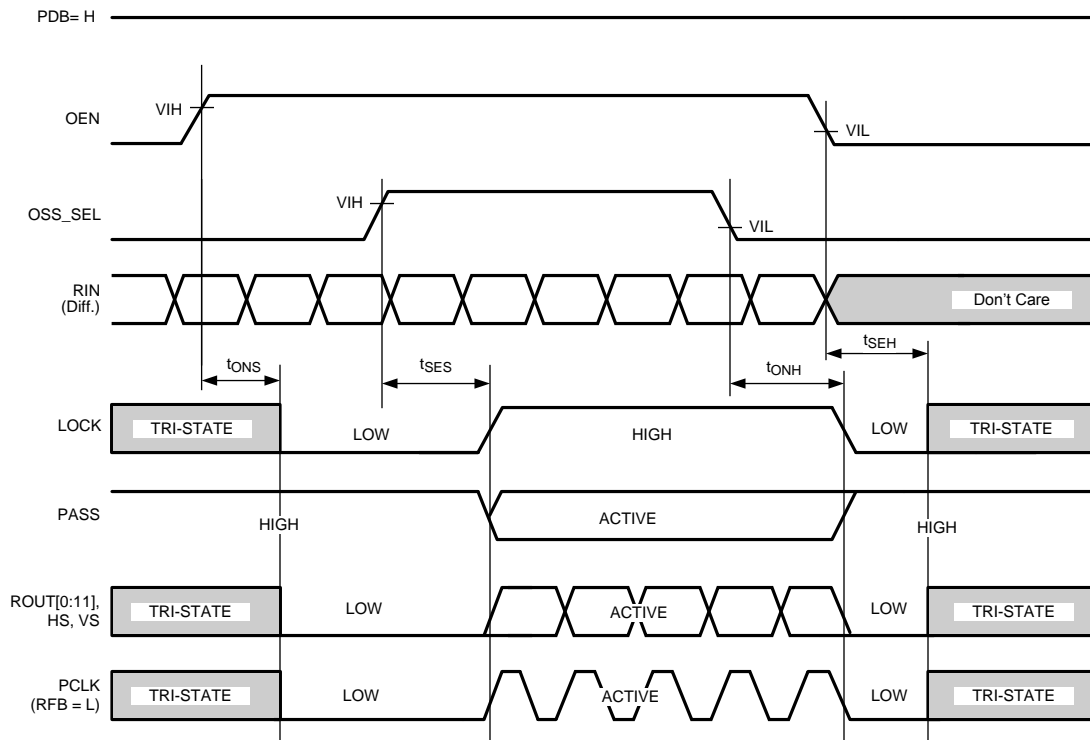 PDB= H
VIH
OEN
VIL
VIH
OSS_SEL
VIL
RIN
(Diff.)
Don't Care
tSEH
tONS
tSES
tONH
LOCK
TRI-STATE
LOW
HIGH
LOW
TRI-STATE
PASS
HIGH
ACTIVE
HIGH
ROUT[0:11],
HS, VS
TRI-STATE
LOW
ACTIVE
LOW
TRI-STATE
PCLK
(RFB = L)
TRI-STATE
LOW
ACTIVE
LOW
TRI-STATE